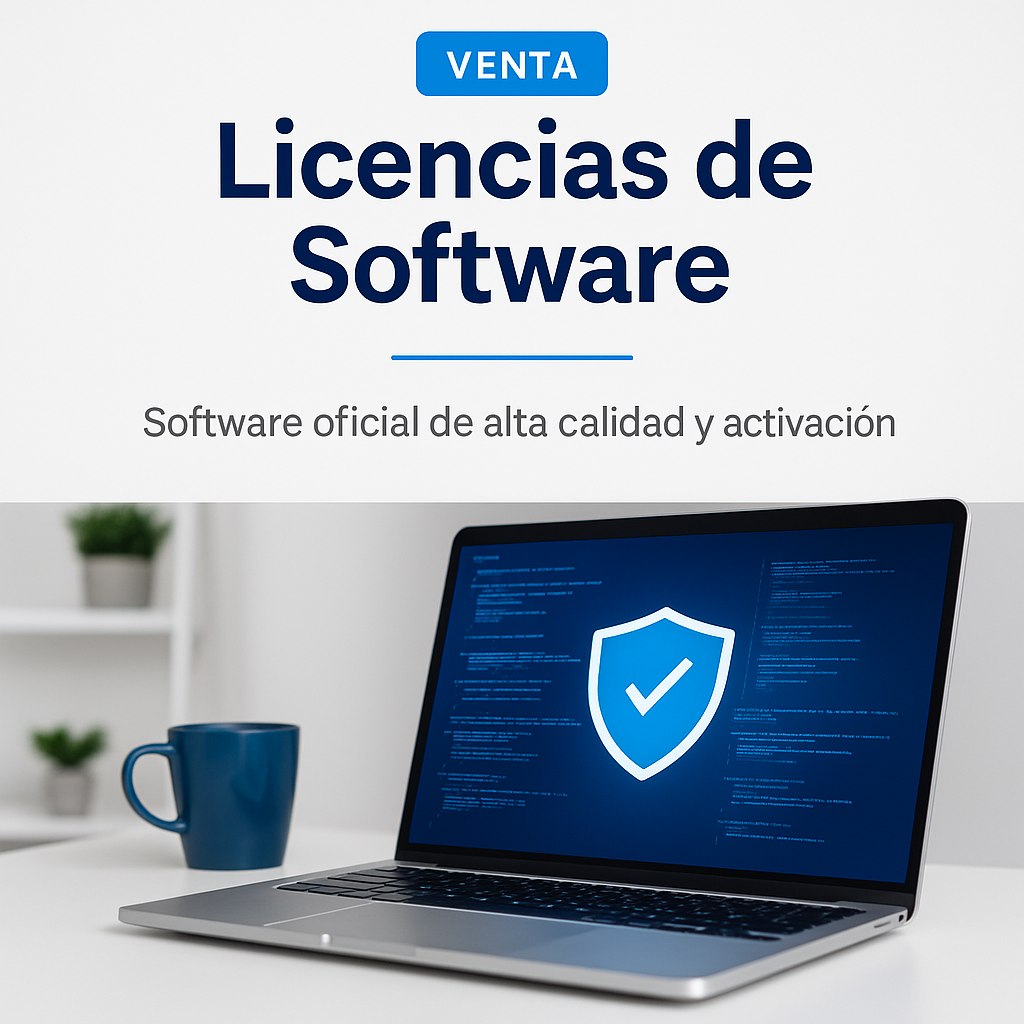 VENTA
Licencias de
Software
Software oficial de alta calidad y activación